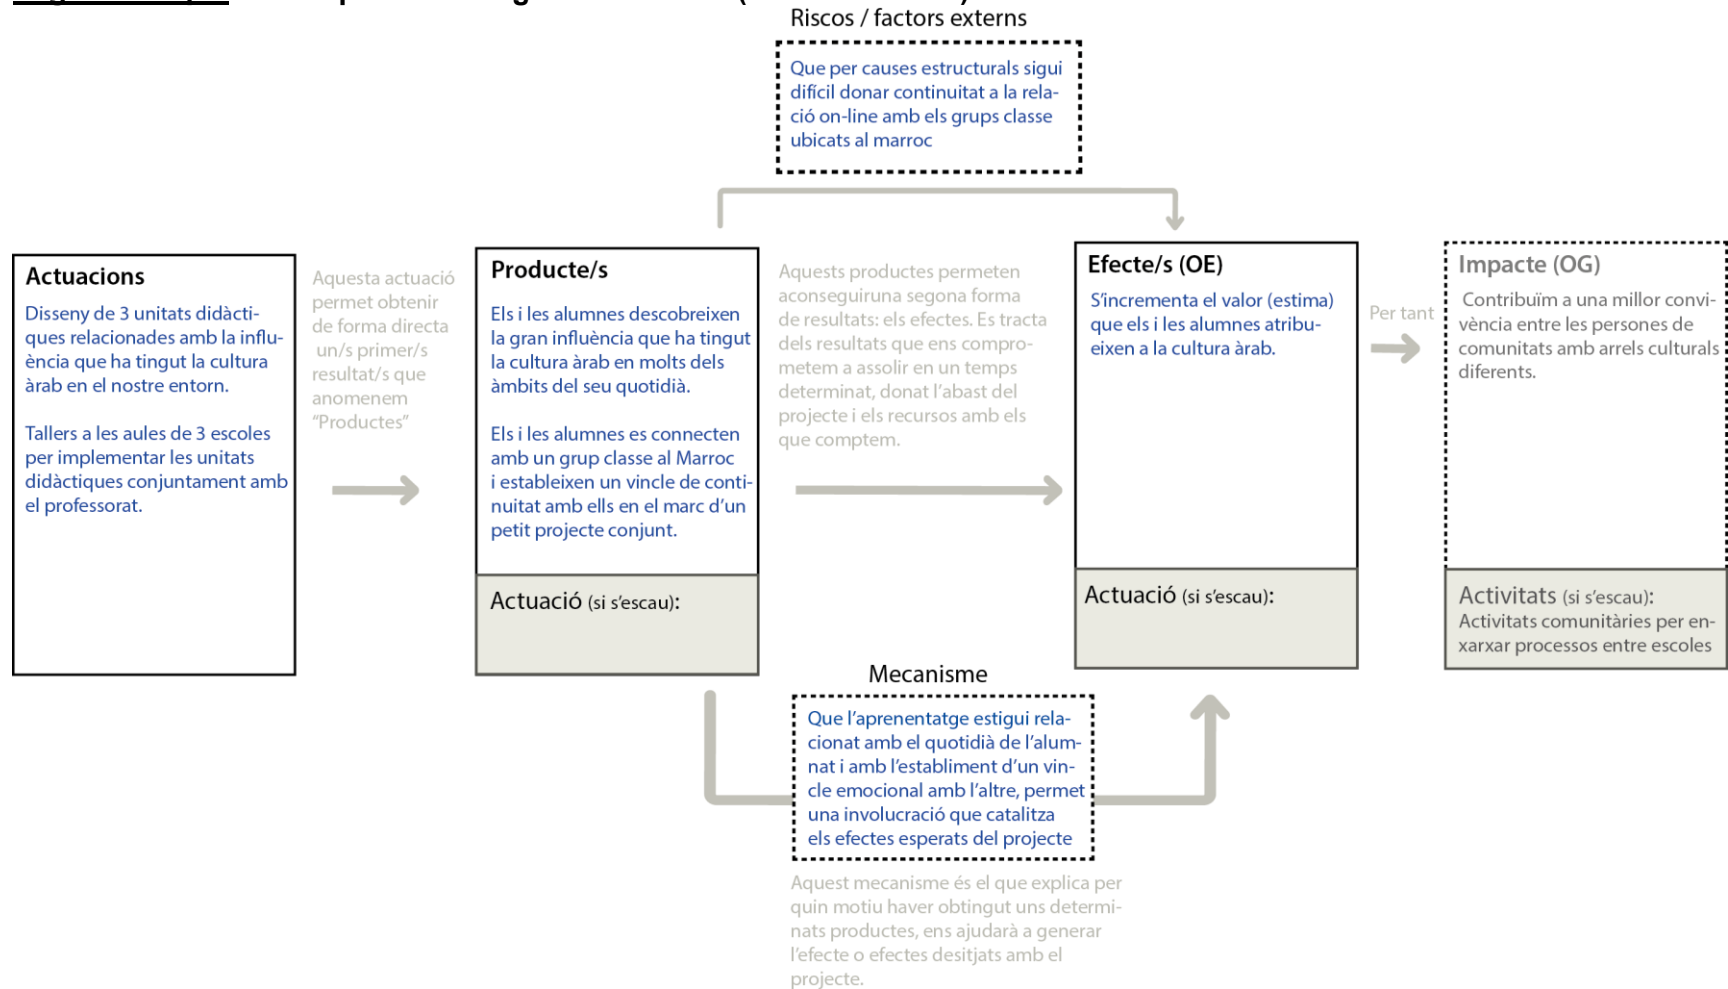 Riscos / factors externs
Que per causes estructurals sigui
difícil donar continuitat a la rela-
ció on-line amb els grups classe
ubicats al marroc
Actuacions
Disseny de 3 unitats didàcti-
ques relacionades amb la influ-
ència que ha tingut la cultura
àrab en el nostre entorn.
Tallers a les aules de 3 escoles
per implementar les unitats
didàctiques conjuntament amb
el professorat.
Aquesta actuació
permet obtenir
de forma directa
un/s primer/s
resultat/s que
anomenem
“Productes”
Producte/s
Els i les alumnes descobreixen
la gran influència que ha tingut
la cultura àrab en molts dels
àmbits del seu quotidià.
Els i les alumnes es connecten
amb un grup classe al Marroc
i estableixen un vincle de conti-
nuitat amb ells en el marc d’un
petit projecte conjunt.
Actuació (si s’escau):
Aquests productes permeten
aconseguiruna segona forma
de resultats: els efectes. Es tracta
dels resultats que ens compro-
metem a assolir en un temps
determinat, donat l’abast del
projecte i els recursos amb els
que comptem.
Efecte/s (OE)
S’incrementa el valor (estima)
que els i les alumnes atribu-
eixen a la cultura àrab.
Actuació (si s’escau):
Per tant
Impacte (OG)
Contribuïm a una millor convi-
vència entre les persones de
comunitats amb arrels culturals
diferents.
Activitats (si s’escau):
Activitats comunitàries per en-
xarxar processos entre escoles
Mecanisme
Que l’aprenentatge estigui rela-
cionat amb el quotidià de l’alum-
nat i amb l’establiment d’un vin-
cle emocional amb l’altre, permet
una involucració que catalitza
els efectes esperats del projecte
Aquest mecanisme és el que explica per
quin motiu haver obtingut uns determi-
nats productes, ens ajudarà a generar
l’efecte o efectes desitjats amb el
projecte.